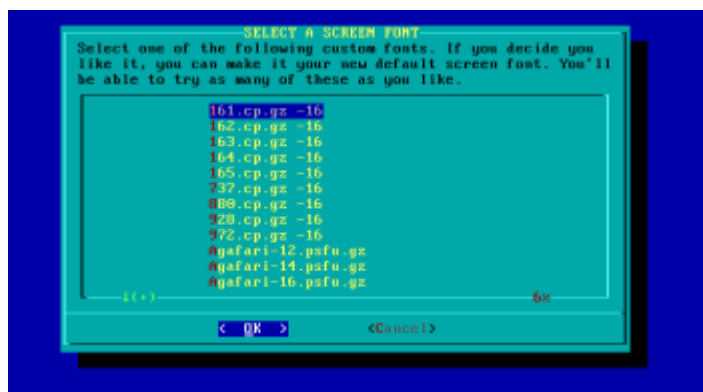 SELECT A SCREEN FONT
Select one of the following custom fonts. If you decide you
like it, you can make it your new default screen font. You'll
be able to try as many of these as you like.
161.cp.gz -16
162.cp.gz -16
163.cp.gz -16
164.cp.gz -16
165.cp.gz -16
737.cp.gz -16
880.cp.gz -16
928.cp.gz -16
972.cp.gz -16
Agafari-12.psfu.gz
Agafari-14.psfu.gz
Agafari-16.psfu.gz
↓(+) 6%
< OK > <Cancel>